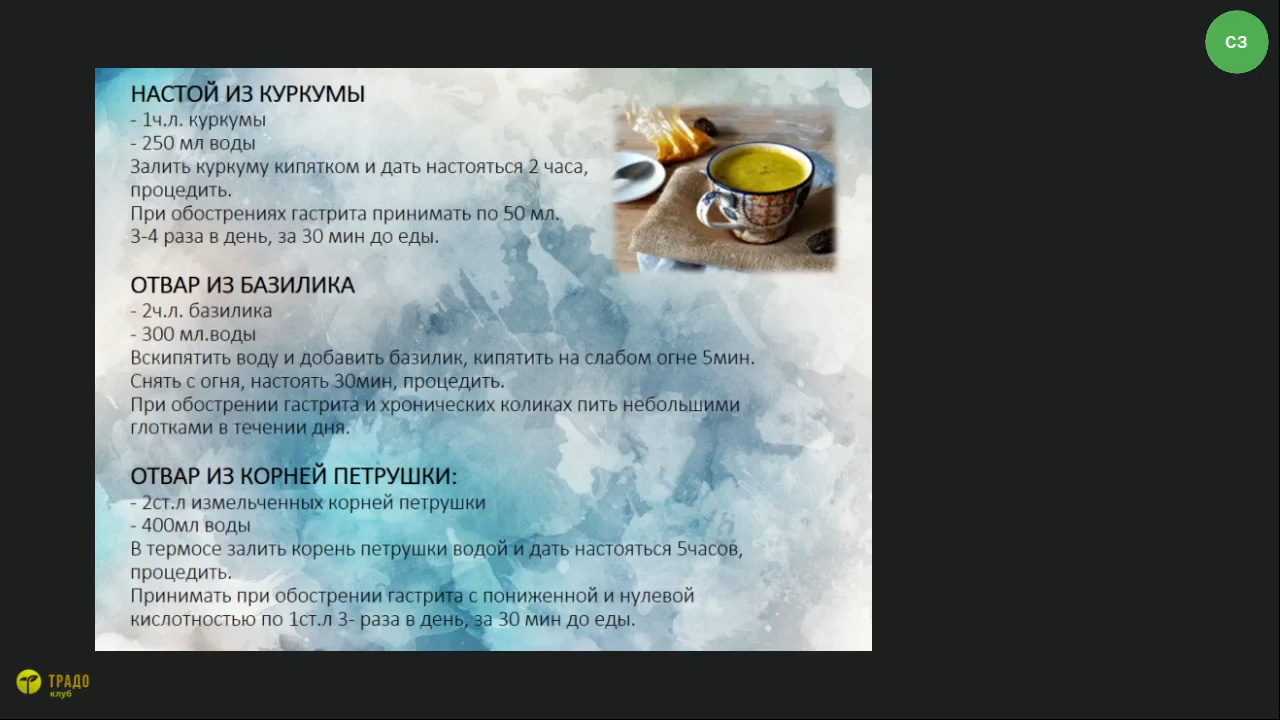 СЗ
НАСТОЙ ИЗ КУРКУМЫ
- 1ч.л. куркумы
- 250 мл воды
Залить куркуму кипятком и дать настояться 2 часа,
процедить.
При обострениях гастрита принимать по 50 мл.
3-4 раза в день, за 30 мин до еды.
ОТВАР ИЗ БАЗИЛИКА
- 2ч.л. базилика
- 300 мл.воды
Вскипятить воду и добавить базилик, кипятить на слабом огне 5мин.
Снять с огня, настоять 30мин, процедить.
При обострении гастрита и хронических коликах пить небольшими
глотками в течении дня.
ОТВАР ИЗ КОРНЕЙ ПЕТРУШКИ:
- 2ст.л измельченных корней петрушки
- 400мл воды
В термосе залить корень петрушки водой и дать настояться 5часов,
процедить.
Принимать при обострении гастрита с пониженной и нулевой
кислотностью по 1ст.л 3- раза в день, за 30 мин до еды.
ТРАДО
клуб